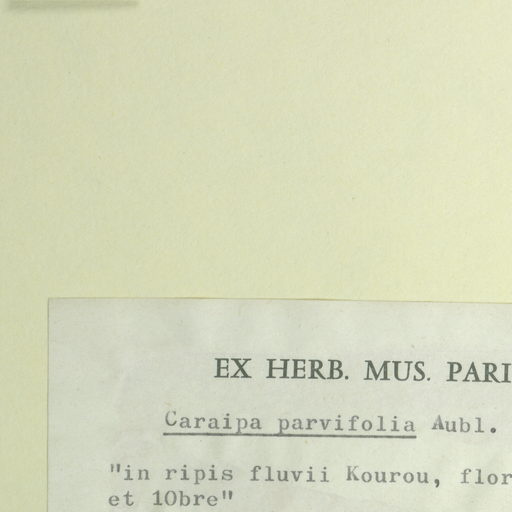 EX HERB. MUS. PARI
Caraipa parvifolia Aubl.
"in ripis fluvii Kourou, flor
et 10bre"